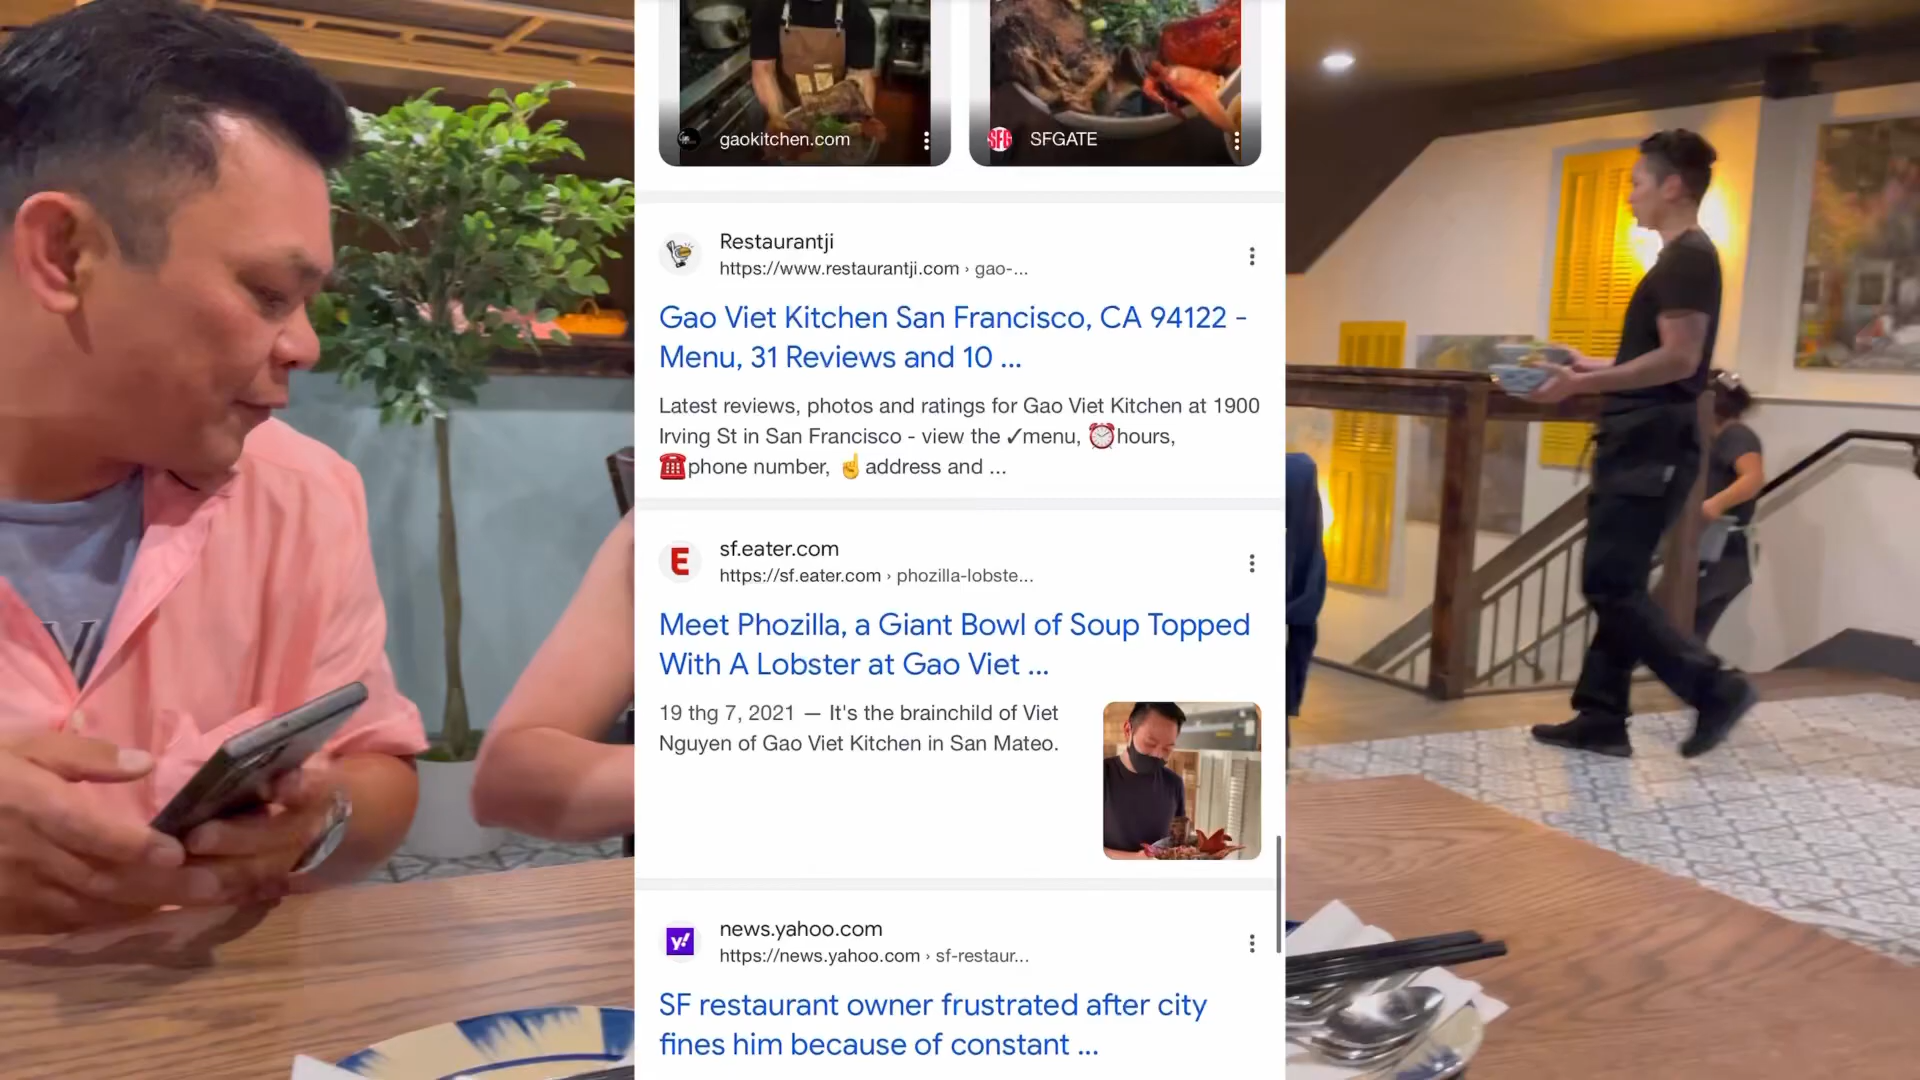 gaokitchen.com
SFG
SFGATE
Restaurantji
https://www.restaurantji.com › gao-...
Gao Viet Kitchen San Francisco, CA 94122 -
Menu, 31 Reviews and 10 ...
Latest reviews, photos and ratings for Gao Viet Kitchen at 1900
Irving St in San Francisco - view the ✓menu, ⏰hours,
☎️phone number, ☝️address and ...
E
sf.eater.com
https://sf.eater.com › phozilla-lobste...
Meet Phozilla, a Giant Bowl of Soup Topped
With A Lobster at Gao Viet ...
19 thg 7, 2021 — It's the brainchild of Viet
Nguyen of Gao Viet Kitchen in San Mateo.
y!
news.yahoo.com
https://news.yahoo.com › sf-restaur...
SF restaurant owner frustrated after city
fines him because of constant ...